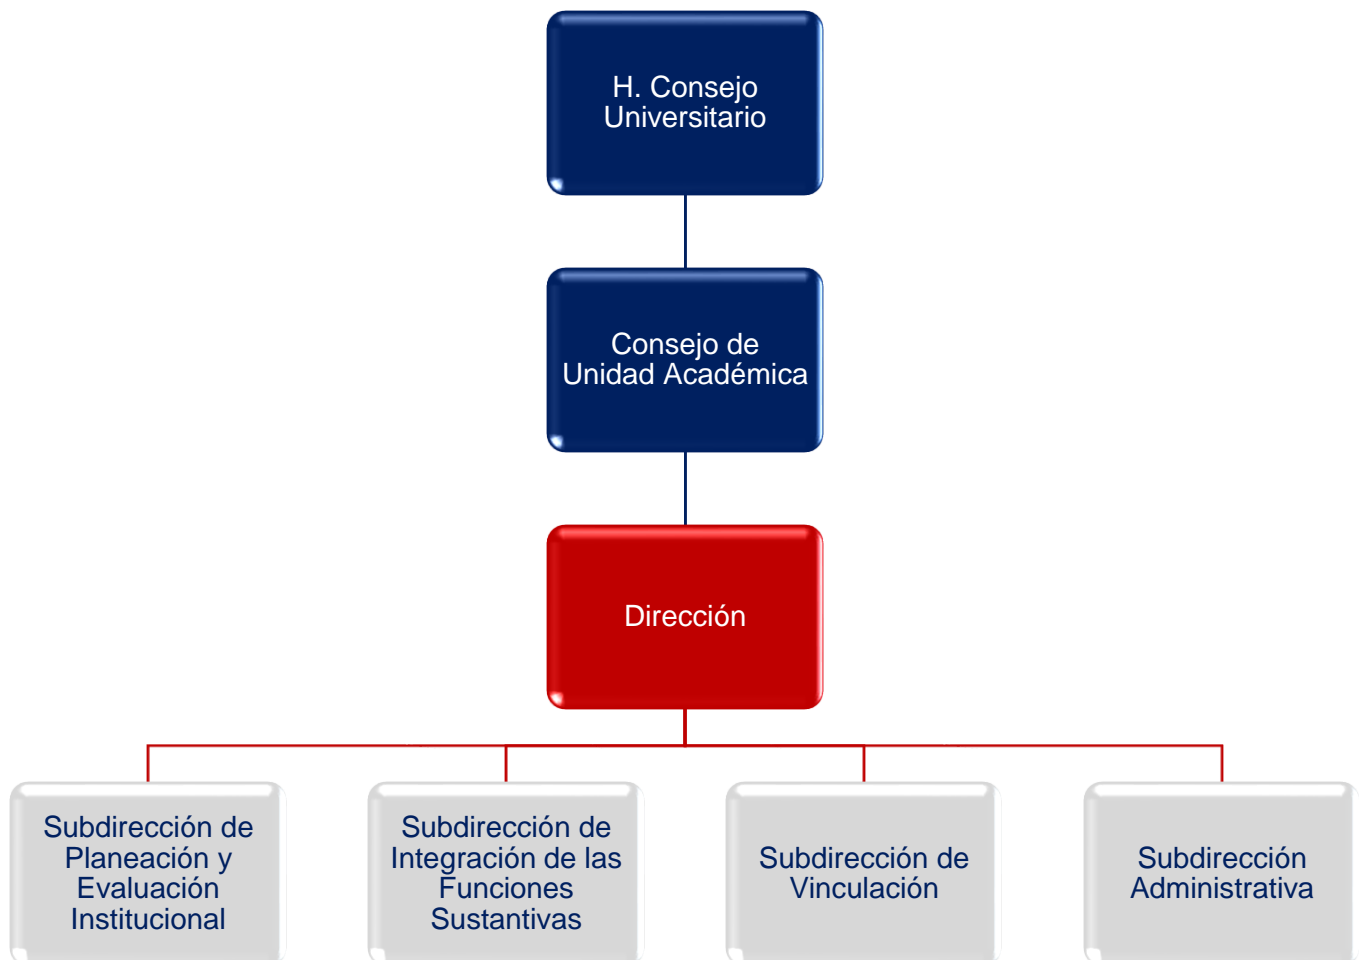 H. Consejo
Universitario
Consejo de
Unidad Académica
Dirección
Subdirección de
Planeación y
Evaluación
Institucional
Subdirección de
Integración de las
Funciones
Sustantivas
Subdirección de
Vinculación
Subdirección
Administrativa